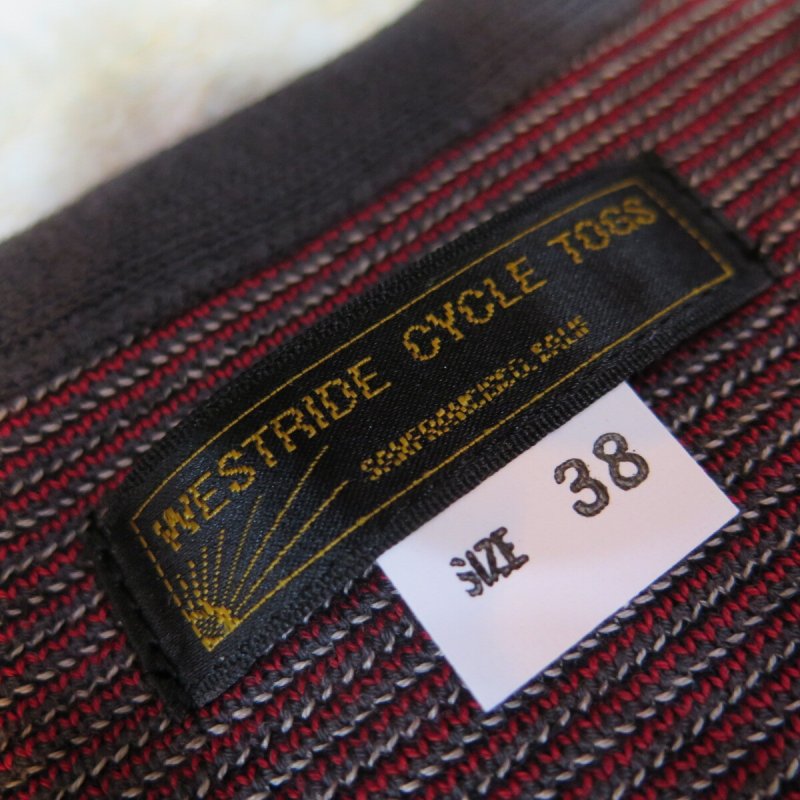 WESTRIDE CYCLE TOGS
SANFRANCISCO, CALIF
SIZE 38